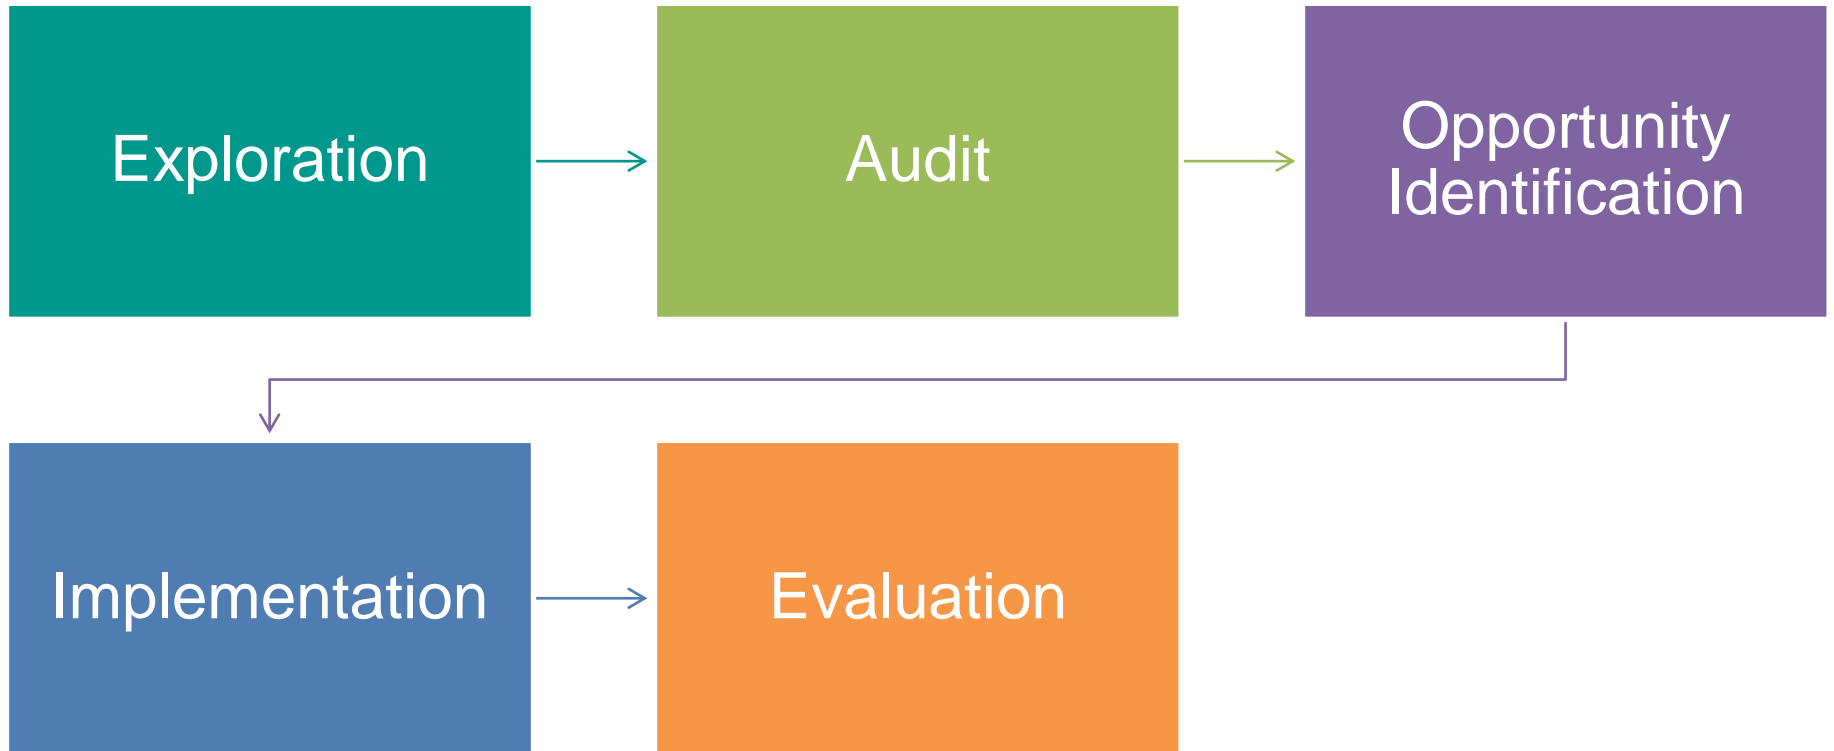 Exploration
Audit
Opportunity
Identification
Implementation
Evaluation